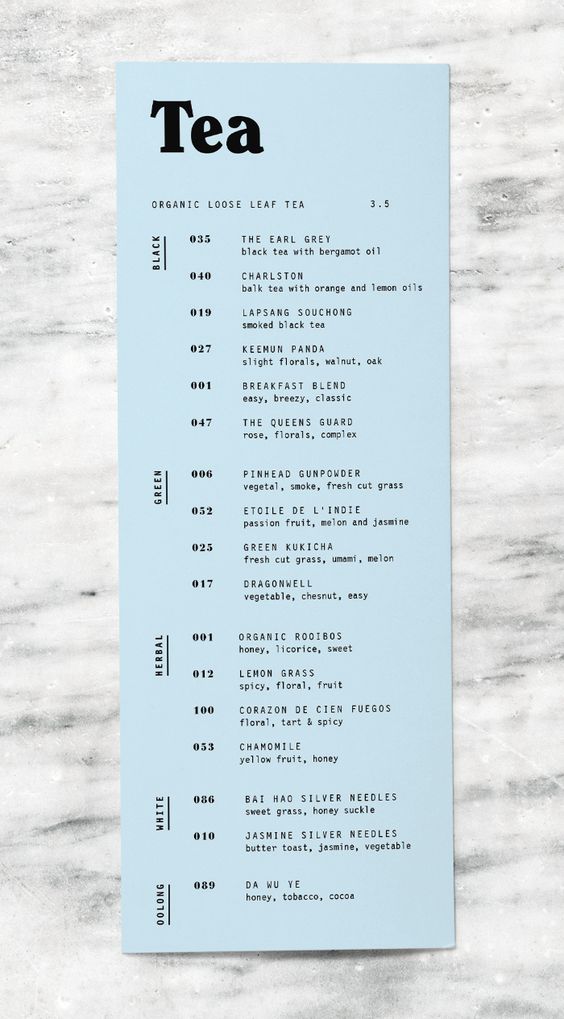 Tea
ORGANIC LOOSE LEAF TEA 3.5
BLACK
035 THE EARL GREY
black tea with bergamot oil
040 CHARLSTON
balk tea with orange and lemon oils
019 LAPSANG SOUCHONG
smoked black tea
027 KEEMUN PANDA
slight florals, walnut, oak
001 BREAKFAST BLEND
easy, breezy, classic
047 THE QUEENS GUARD
rose, florals, complex
GREEN
006 PINHEAD GUNPOWDER
vegetal, smoke, fresh cut grass
052 ETOILE DE L'INDIE
passion fruit, melon and jasmine
025 GREEN KUKICHA
fresh cut grass, umami, melon
017 DRAGONWELL
vegetable, chesnut, easy
HERBAL
001 ORGANIC ROOIBOS
honey, licorice, sweet
012 LEMON GRASS
spicy, floral, fruit
100 CORAZON DE CIEN FUEGOS
floral, tart & spicy
053 CHAMOMILE
yellow fruit, honey
WHITE
086 BAI HAO SILVER NEEDLES
sweet grass, honey suckle
010 JASMINE SILVER NEEDLES
butter toast, jasmine, vegetable
OOLONG
089 DA WU YE
honey, tobacco, cocoa